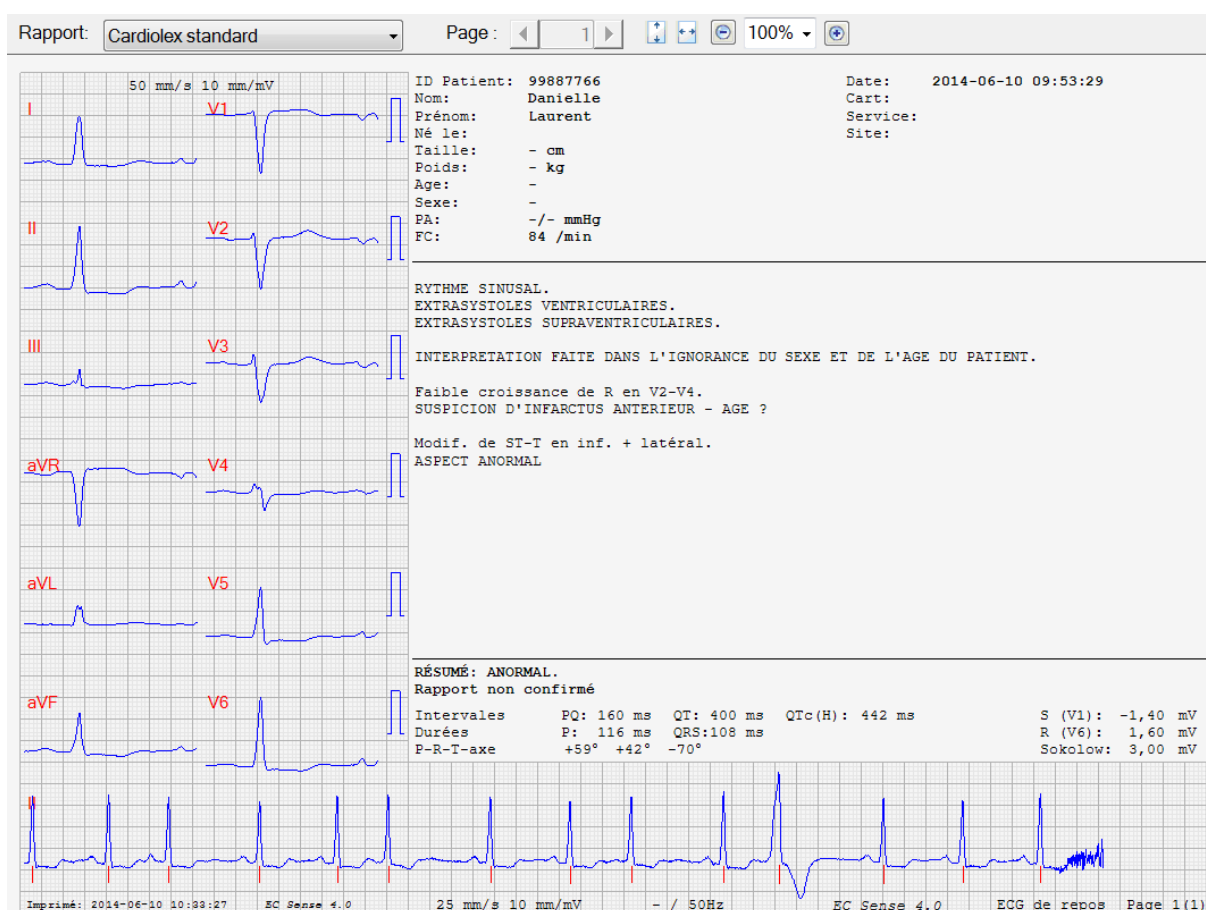 Rapport: Cardiolex standard Page : 1 100%
50 mm/s 10 mm/mV
I V1
II V2
III V3
aVR V4
aVL V5
aVF V6
ID Patient: 99887766 Date: 2014-06-10 09:53:29
Nom: Danielle Cart:
Prénom: Laurent Service:
Né le: Site:
Taille: - cm
Poids: - kg
Age: -
Sexe: -
PA: -/- mmHg
FC: 84 /min
RYTHME SINUSAL.
EXTRASYSTOLES VENTRICULAIRES.
EXTRASYSTOLES SUPRAVENTRICULAIRES.
INTERPRETATION FAITE DANS L'IGNORANCE DU SEXE ET DE L'AGE DU PATIENT.
Faible croissance de R en V2-V4.
SUSPICION D'INFARCTUS ANTERIEUR - AGE ?
Modif. de ST-T en inf. + latéral.
ASPECT ANORMAL
RÉSUMÉ: ANORMAL.
Rapport non confirmé
Intervales PQ: 160 ms QT: 400 ms QTc(H): 442 ms S (V1): -1,40 mV
Durées P: 116 ms QRS:108 ms R (V6): 1,60 mV
P-R-T-axe +59° +42° -70° Sokolow: 3,00 mV
II
Imprimé: 2014-06-10 10:33:27 EC Sense 4.0 25 mm/s 10 mm/mV - / 50Hz EC Sense 4.0 ECG de repos Page 1(1)